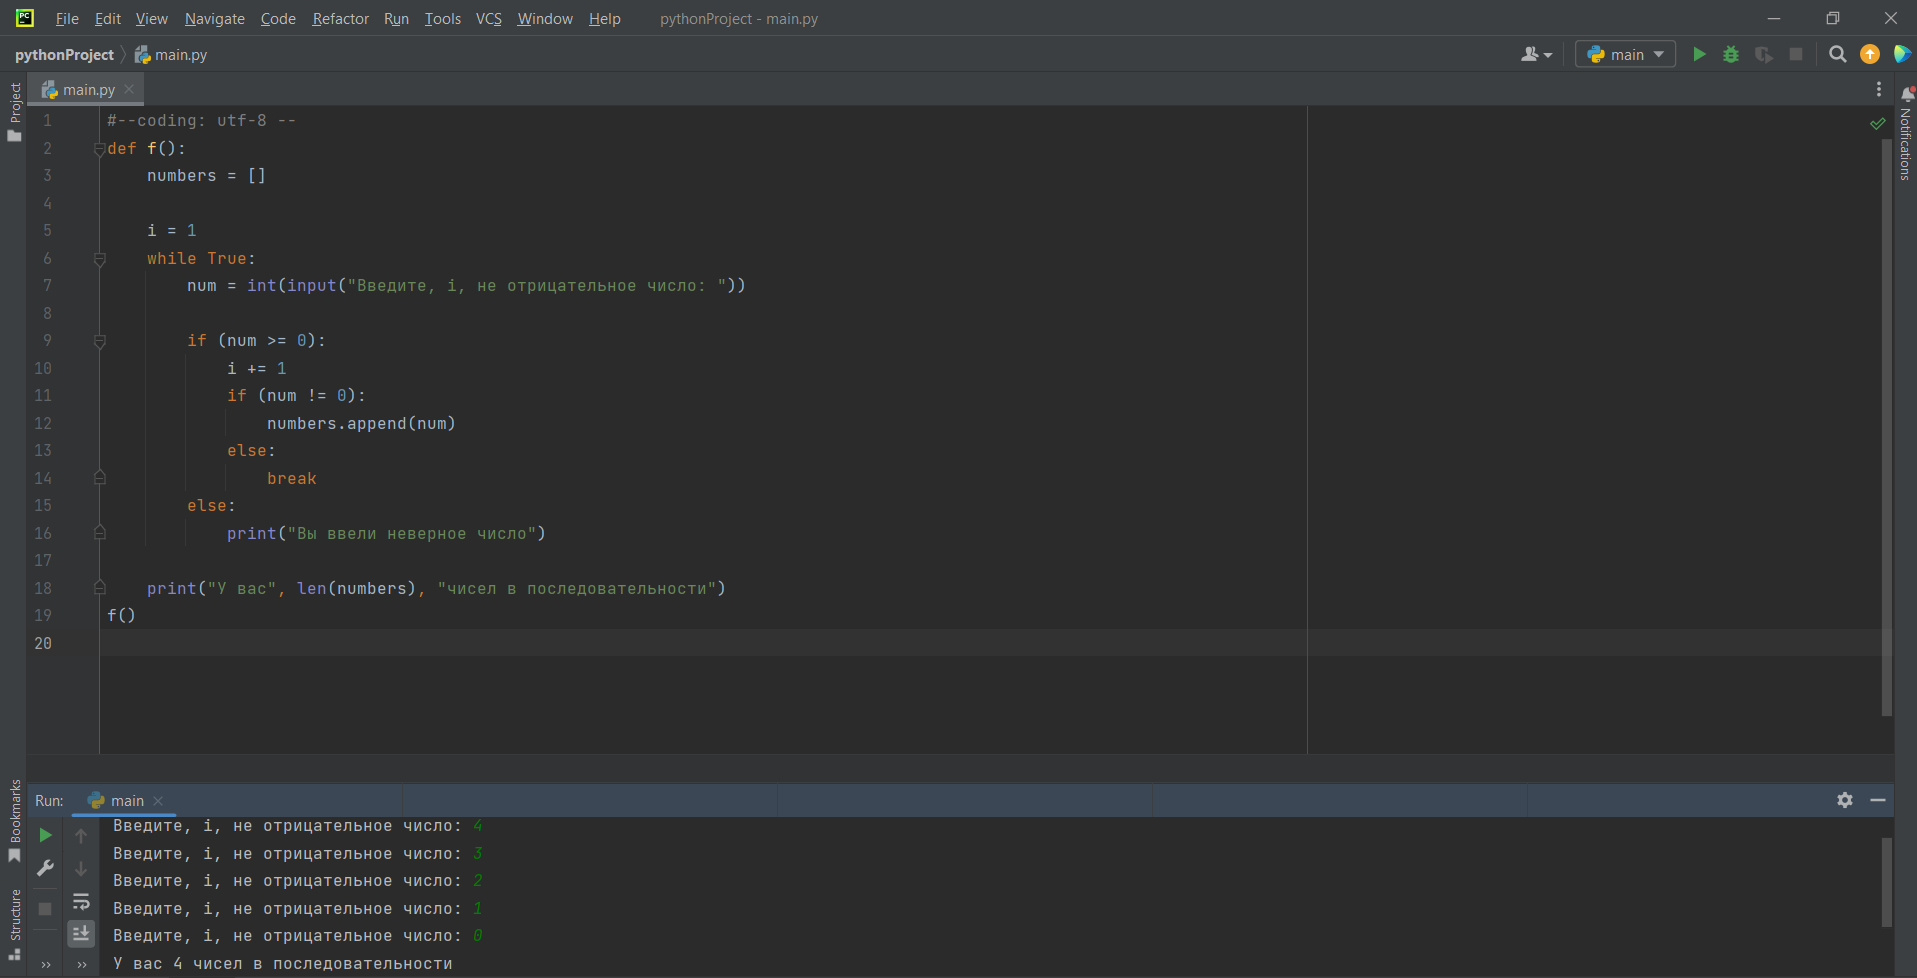 File Edit View Navigate Code Refactor Run Tools VCS Window Help pythonProject - main.py
pythonProject main.py
main
main.py
Project
Notifications
1 #--coding: utf-8 --
2 def f():
3 numbers = []
4
5 i = 1
6 while True:
7 num = int(input("Введите, i, не отрицательное число: "))
8
9 if (num >= 0):
10 i += 1
11 if (num != 0):
12 numbers.append(num)
13 else:
14 break
15 else:
16 print("Вы ввели неверное число")
17
18 print("У вас", len(numbers), "чисел в последовательности")
19 f()
20
Bookmarks
Structure
Run: main
Введите, i, не отрицательное число: 4
Введите, i, не отрицательное число: 3
Введите, i, не отрицательное число: 2
Введите, i, не отрицательное число: 1
Введите, i, не отрицательное число: 0
У вас 4 чисел в последовательности